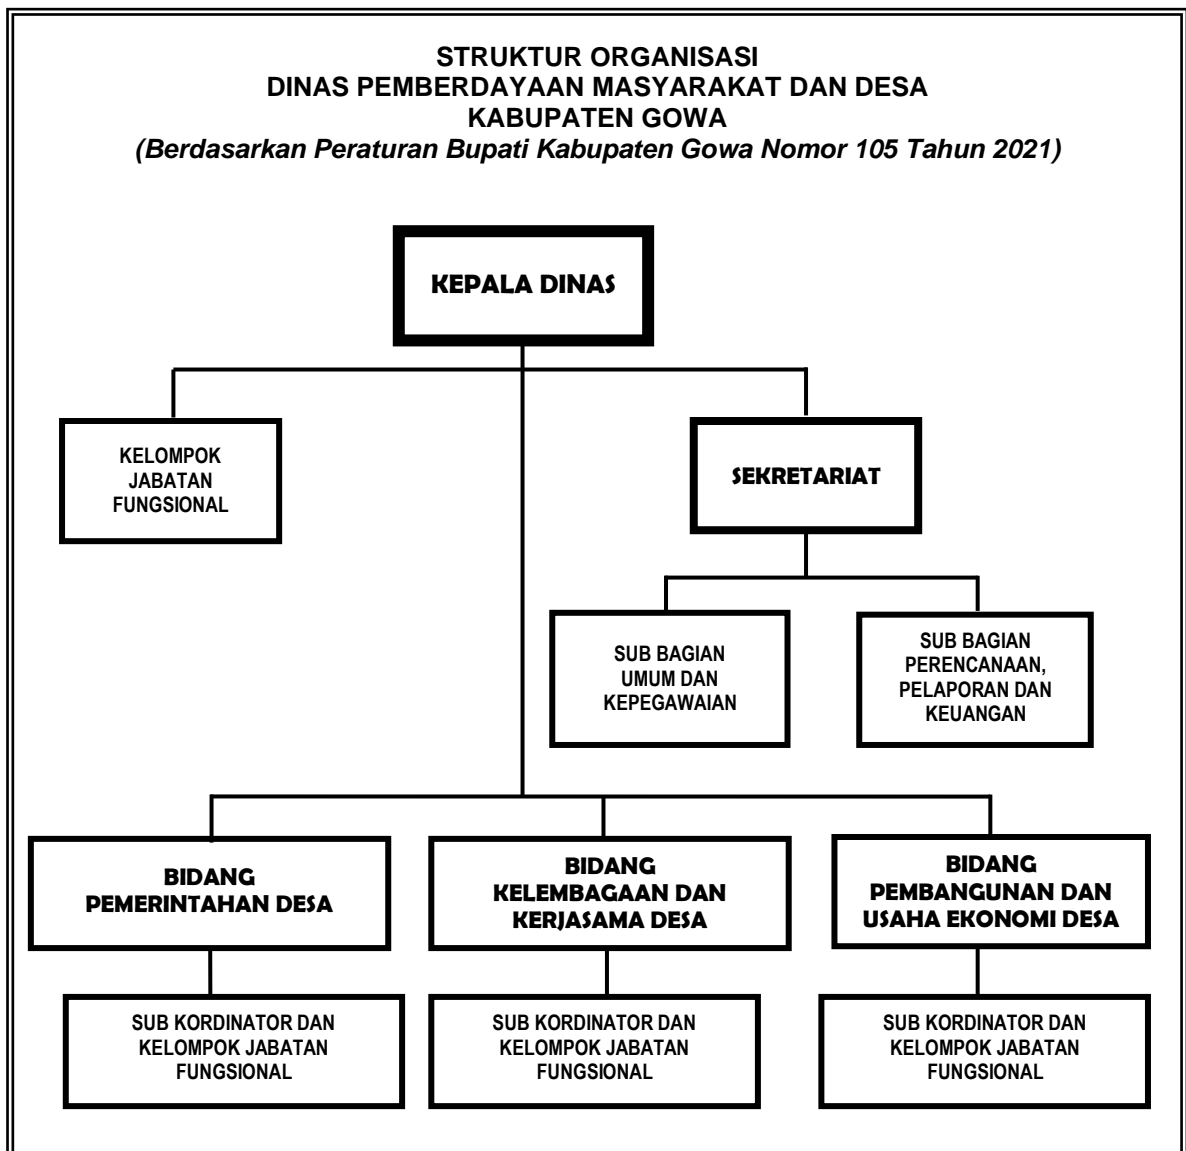 STRUKTUR ORGANISASI
DINAS PEMBERDAYAAN MASYARAKAT DAN DESA
KABUPATEN GOWA
(Berdasarkan Peraturan Bupati Kabupaten Gowa Nomor 105 Tahun 2021)
KEPALA DINAS
KELOMPOK
JABATAN
FUNGSIONAL
SEKRETARIAT
SUB BAGIAN
UMUM DAN
KEPEGAWAIAN
SUB BAGIAN
PERENCANAAN,
PELAPORAN DAN
KEUANGAN
BIDANG
PEMERINTAHAN DESA
BIDANG
KELEMBAGAAN DAN
KERJASAMA DESA
BIDANG
PEMBANGUNAN DAN
USAHA EKONOMI DESA
SUB KORDINATOR DAN
KELOMPOK JABATAN
FUNGSIONAL
SUB KORDINATOR DAN
KELOMPOK JABATAN
FUNGSIONAL
SUB KORDINATOR DAN
KELOMPOK JABATAN
FUNGSIONAL